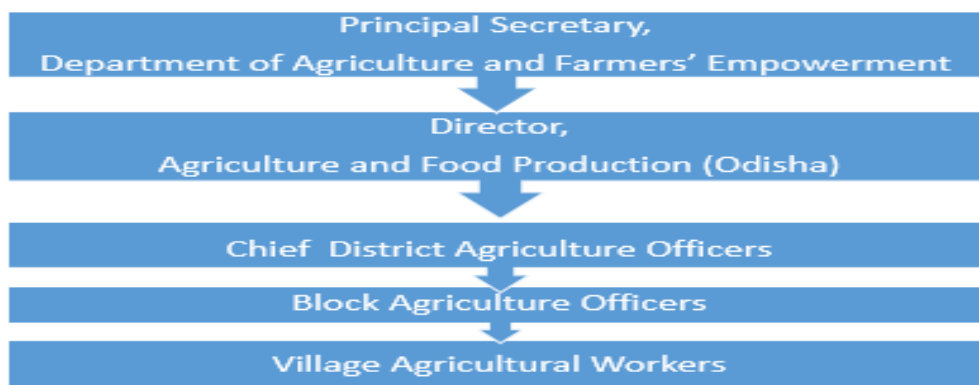 Principal Secretary,
Department of Agriculture and Farmers’ Empowerment
Director,
Agriculture and Food Production (Odisha)
Chief District Agriculture Officers
Block Agriculture Officers
Village Agricultural Workers